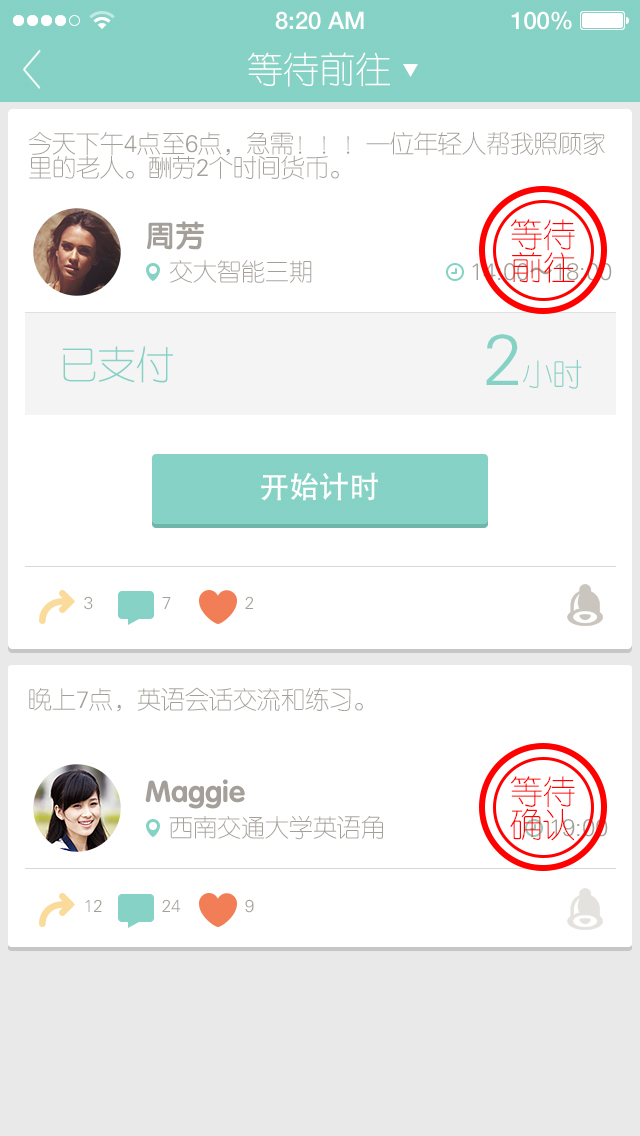 8:20 AM 100%
等待前往
今天下午4点至6点，急需！！！一位年轻人帮我照顾家
里的老人。酬劳2个时间货币。
周芳
等待
前往
交大智能三期
14:00~18:00
已支付
2小时
开始计时
3 7 2
晚上7点，英语会话交流和练习。
Maggie
等待
确认
西南交通大学英语角
19:00
12 24 9